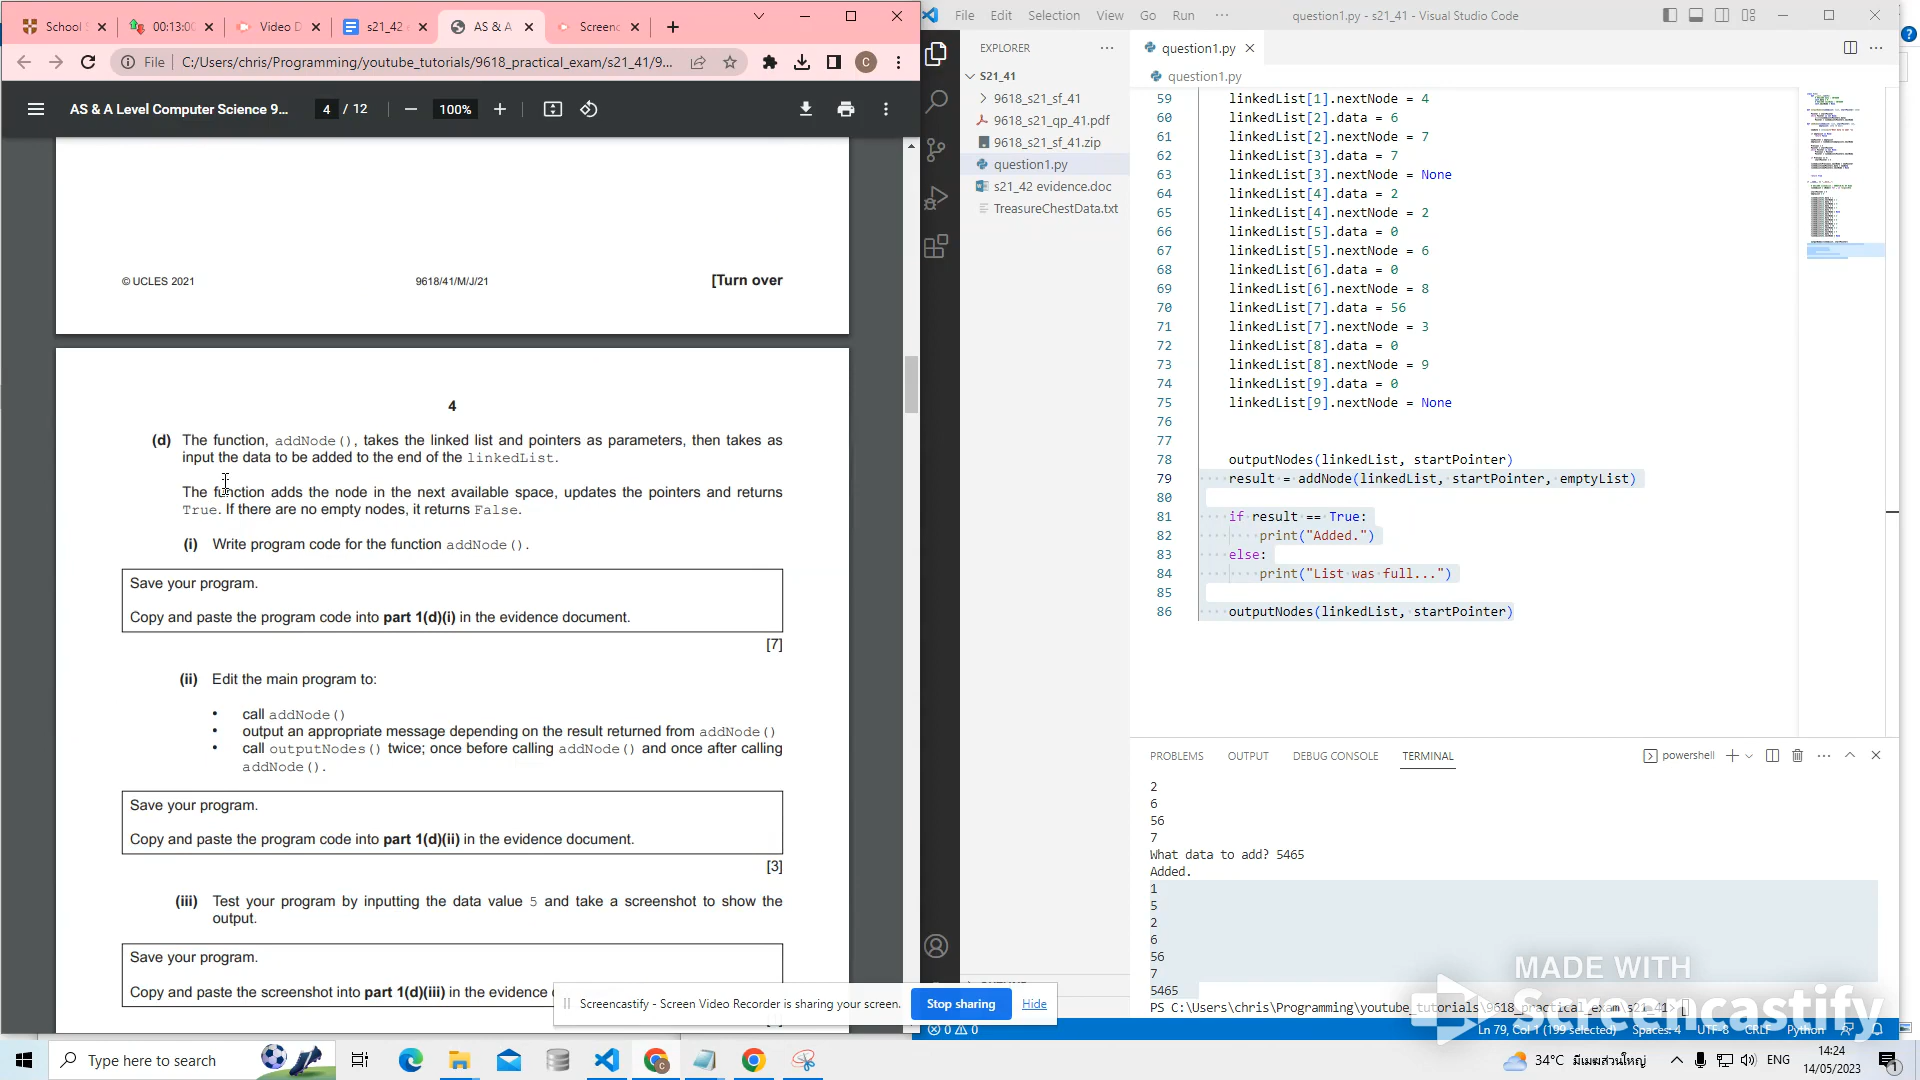 School S
00:13:00
Video D
s21_42 e
AS & A
Screenc
File
C:/Users/chris/Programming/youtube_tutorials/9618_practical_exam/s21_41/9...
C
AS & A Level Computer Science 9...
4 / 12
100%
© UCLES 2021
9618/41/M/J/21
[Turn over
4
(d) The function, addNode(), takes the linked list and pointers as parameters, then takes as
input the data to be added to the end of the linkedList.
The function adds the node in the next available space, updates the pointers and returns
True. If there are no empty nodes, it returns False.
(i) Write program code for the function addNode().
Save your program.
Copy and paste the program code into part 1(d)(i) in the evidence document.
[7]
(ii) Edit the main program to:
• call addNode()
• output an appropriate message depending on the result returned from addNode()
• call outputNodes() twice; once before calling addNode() and once after calling
addNode().
Save your program.
Copy and paste the program code into part 1(d)(ii) in the evidence document.
[3]
(iii) Test your program by inputting the data value 5 and take a screenshot to show the
output.
Save your program.
Copy and paste the screenshot into part 1(d)(iii) in the evidence
Screencastify - Screen Video Recorder is sharing your screen.
Stop sharing
Hide
File Edit Selection View Go Run ···
question1.py - s21_41 - Visual Studio Code
EXPLORER
S21_41
9618_s21_sf_41
9618_s21_qp_41.pdf
9618_s21_sf_41.zip
question1.py
s21_42 evidence.doc
TreasureChestData.txt
question1.py
question1.py
59 linkedList[1].nextNode = 4
60 linkedList[2].data = 6
61 linkedList[2].nextNode = 7
62 linkedList[3].data = 7
63 linkedList[3].nextNode = None
64 linkedList[4].data = 2
65 linkedList[4].nextNode = 2
66 linkedList[5].data = 0
67 linkedList[5].nextNode = 6
68 linkedList[6].data = 0
69 linkedList[6].nextNode = 8
70 linkedList[7].data = 56
71 linkedList[7].nextNode = 3
72 linkedList[8].data = 0
73 linkedList[8].nextNode = 9
74 linkedList[9].data = 0
75 linkedList[9].nextNode = None
76
77
78 outputNodes(linkedList, startPointer)
79 result = addNode(linkedList, startPointer, emptyList)
80
81 if result == True:
82 print("Added.")
83 else:
84 print("List was full...")
85
86 outputNodes(linkedList, startPointer)
PROBLEMS OUTPUT DEBUG CONSOLE TERMINAL
powershell
2
6
56
7
What data to add? 5465
Added.
1
5
2
6
56
7
5465
PS C:\Users\chris\Programming\youtube_tutorials\9618_practical_exam\s21_41>
MADE WITH
Screencastify
0 0
Ln 79, Col 1 (199 selected) Spaces: 4 UTF-8 CRLF Python
Type here to search
34°C มีเมฆส่วนใหญ่
ENG
14:24
14/05/2023
1